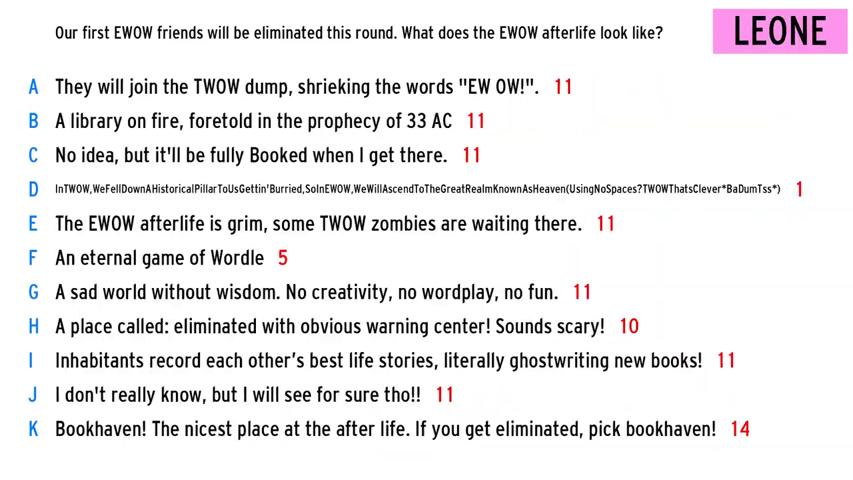 Our first EWOW friends will be eliminated this round. What does the EWOW afterlife look like?
LEONE
A They will join the TWOW dump, shrieking the words "EW OW!". 11
B A library on fire, foretold in the prophecy of 33 AC 11
C No idea, but it'll be fully Booked when I get there. 11
D InTWOW,WeFellDownAHistoricalPillarToUsGettin'Burried,SoInEWOW,WeWillAscendToTheGreatRealmKnownAsHeaven(UsingNoSpaces?TWOWThatsClever*BaDumTss*) 1
E The EWOW afterlife is grim, some TWOW zombies are waiting there. 11
F An eternal game of Wordle 5
G A sad world without wisdom. No creativity, no wordplay, no fun. 11
H A place called: eliminated with obvious warning center! Sounds scary! 10
I Inhabitants record each other’s best life stories, literally ghostwriting new books! 11
J I don't really know, but I will see for sure tho!! 11
K Bookhaven! The nicest place at the after life. If you get eliminated, pick bookhaven! 14